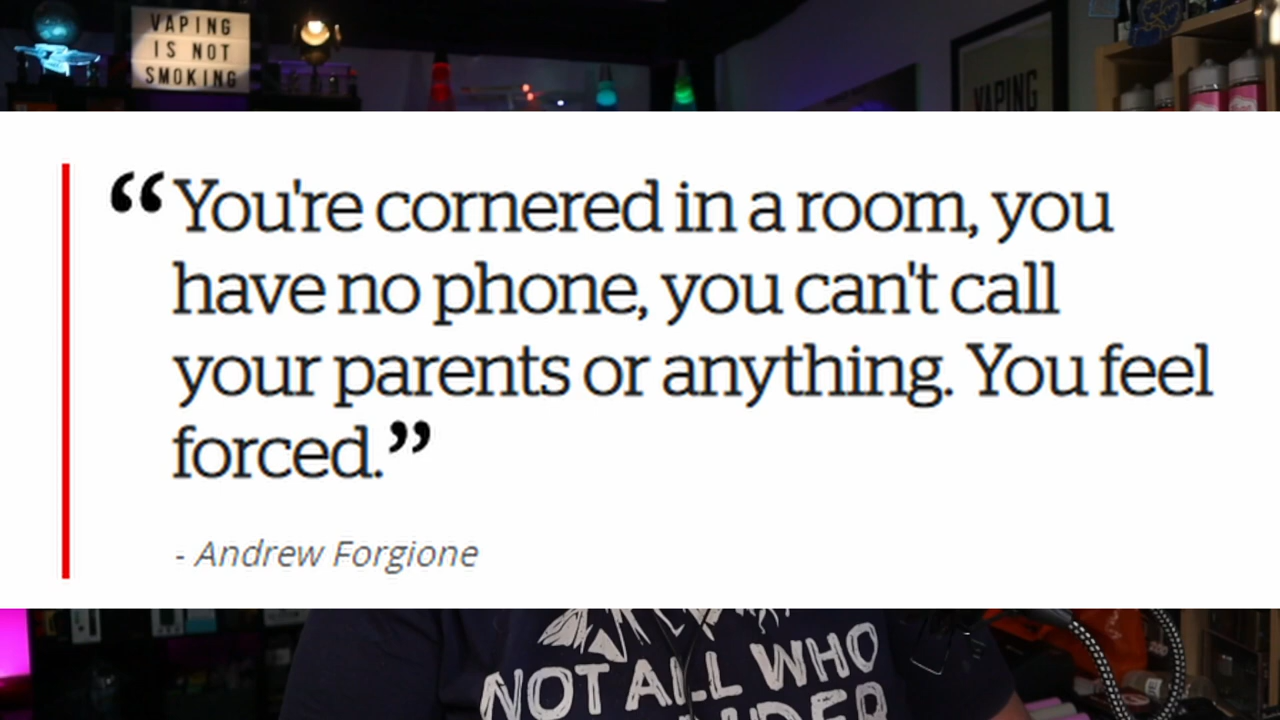 VAPING
IS NOT
SMOKING
VAPING
“You're cornered in a room, you
have no phone, you can't call
your parents or anything. You feel
forced.”
- Andrew Forgione
NOT ALL WHO